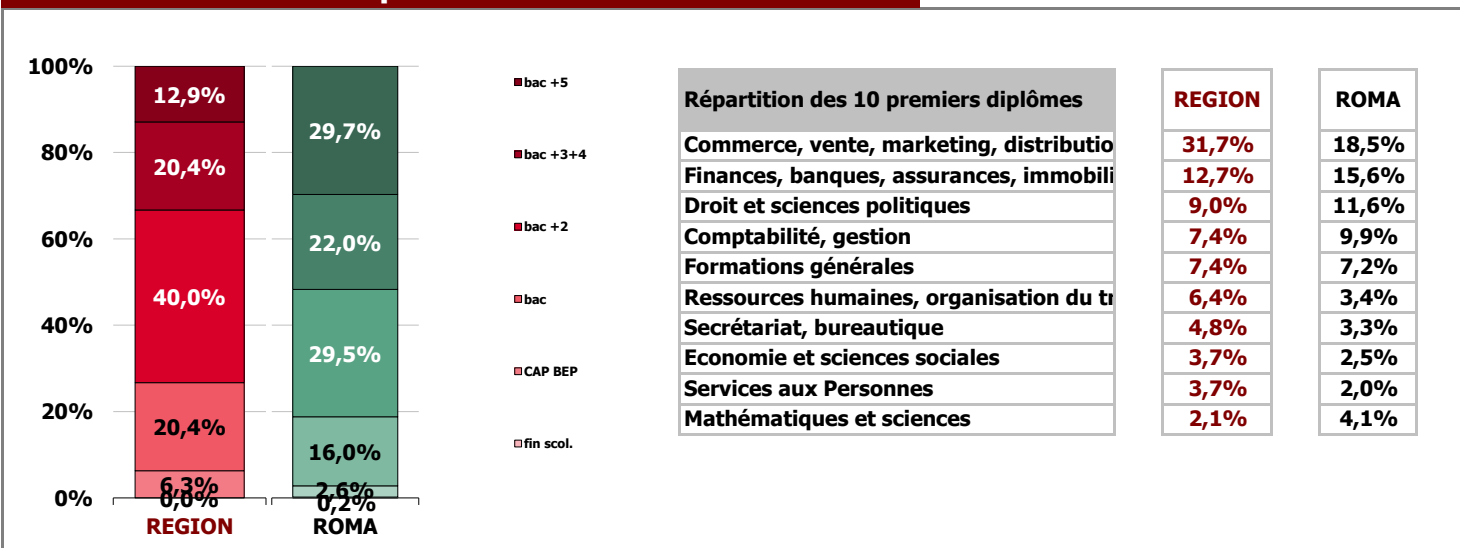 100%
80%
60%
40%
20%
0%
12,9%
20,4%
40,0%
20,4%
6,3%
0,0%
REGION
29,7%
22,0%
29,5%
16,0%
2,6%
0,2%
ROMA
bac +5
bac +3+4
bac +2
bac
CAP BEP
fin scol.
Répartition des 10 premiers diplômes REGION ROMA
Commerce, vente, marketing, distributio 31,7% 18,5%
Finances, banques, assurances, immobili 12,7% 15,6%
Droit et sciences politiques 9,0% 11,6%
Comptabilité, gestion 7,4% 9,9%
Formations générales 7,4% 7,2%
Ressources humaines, organisation du tr 6,4% 3,4%
Secrétariat, bureautique 4,8% 3,3%
Economie et sciences sociales 3,7% 2,5%
Services aux Personnes 3,7% 2,0%
Mathématiques et sciences 2,1% 4,1%